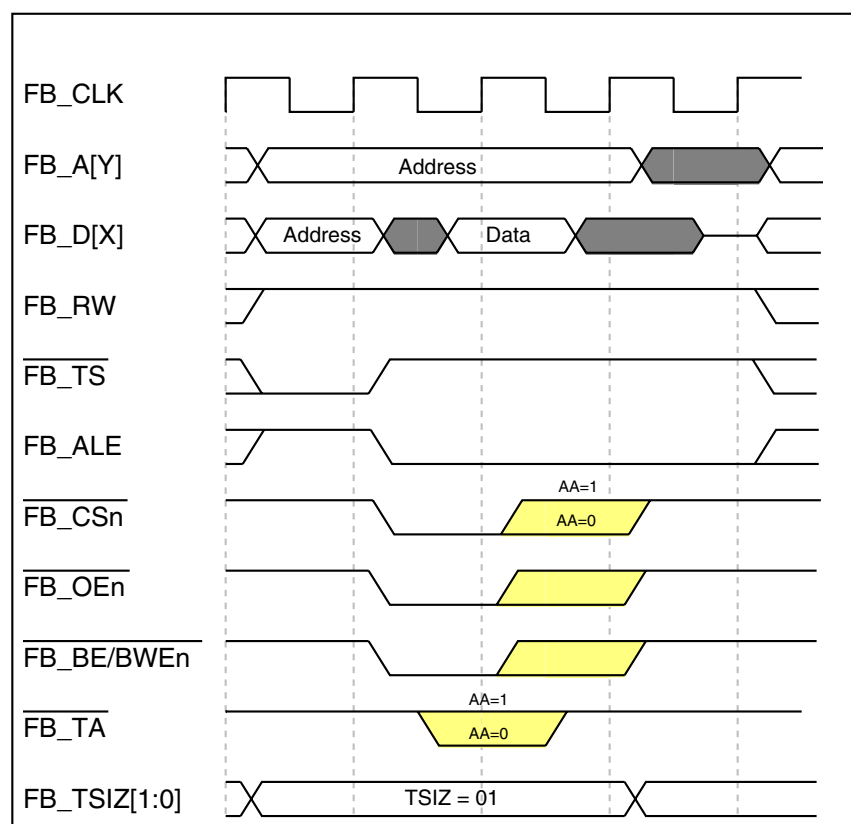 FB_CLK
FB_A[Y]
Address
FB_D[X]
Address
Data
FB_RW
FB_TS
FB_ALE
AA=1
FB_CSn
AA=0
FB_OEn
FB_BE/BWEn
AA=1
FB_TA
AA=0
FB_TSIZ[1:0]
TSIZ = 01